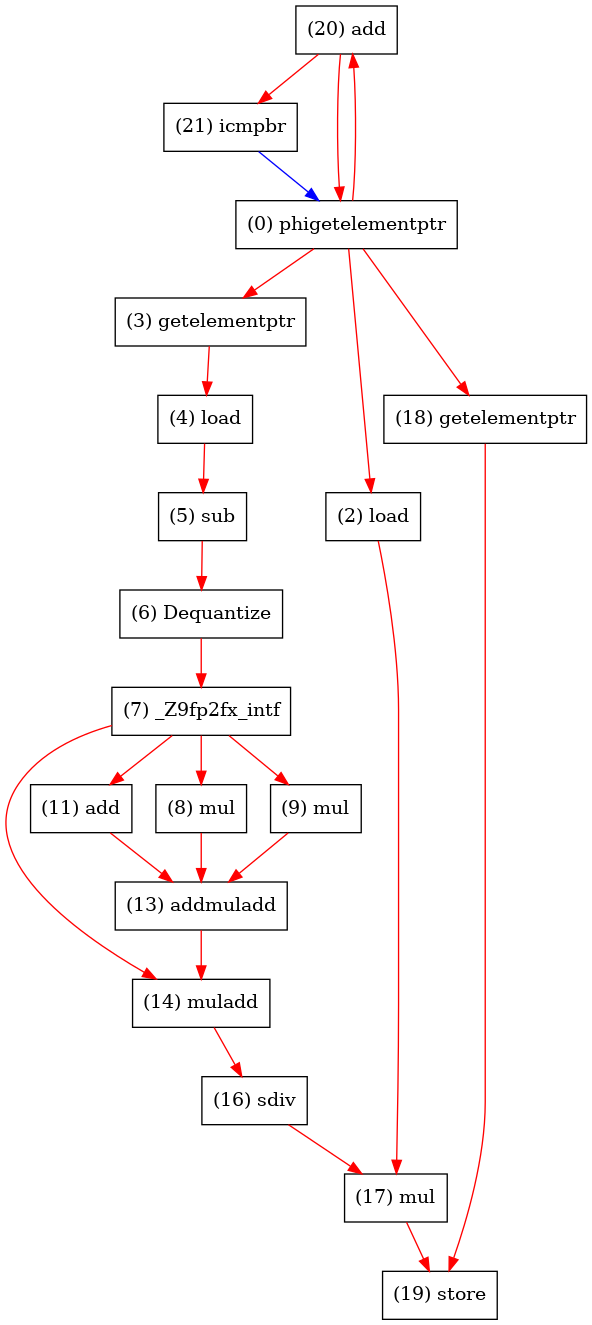 (20) add
(21) icmpbr
(0) phigetelementptr
(3) getelementptr
(4) load
(18) getelementptr
(5) sub
(2) load
(6) Dequantize
(7) _Z9fp2fx_intf
(11) add
(8) mul
(9) mul
(13) addmuladd
(14) muladd
(16) sdiv
(17) mul
(19) store